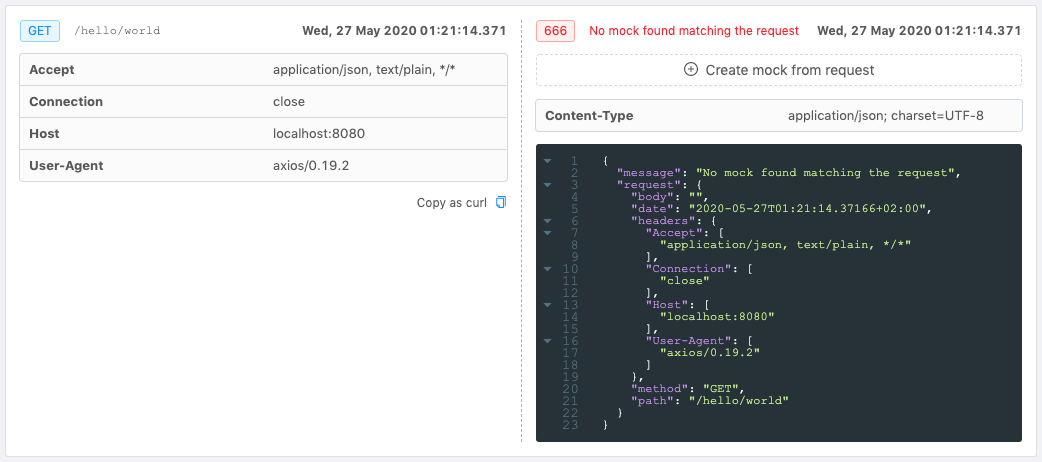 GET /hello/world Wed, 27 May 2020 01:21:14.371
Accept application/json, text/plain, */*
Connection close
Host localhost:8080
User-Agent axios/0.19.2
Copy as curl
666 No mock found matching the request Wed, 27 May 2020 01:21:14.371
Create mock from request
Content-Type application/json; charset=UTF-8
1 {
2 "message": "No mock found matching the request",
3 "request": {
4 "body": "",
5 "date": "2020-05-27T01:21:14.37166+02:00",
6 "headers": {
7 "Accept": [
8 "application/json, text/plain, */*"
9 ],
10 "Connection": [
11 "close"
12 ],
13 "Host": [
14 "localhost:8080"
15 ],
16 "User-Agent": [
17 "axios/0.19.2"
18 ]
19 },
20 "method": "GET",
21 "path": "/hello/world"
22 }
23 }